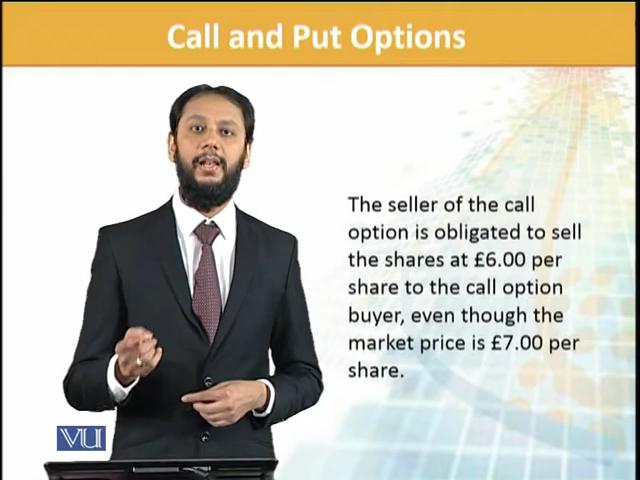 Call and Put Options
The seller of the call
option is obligated to sell
the shares at £6.00 per
share to the call option
buyer, even though the
market price is £7.00 per
share.
VU